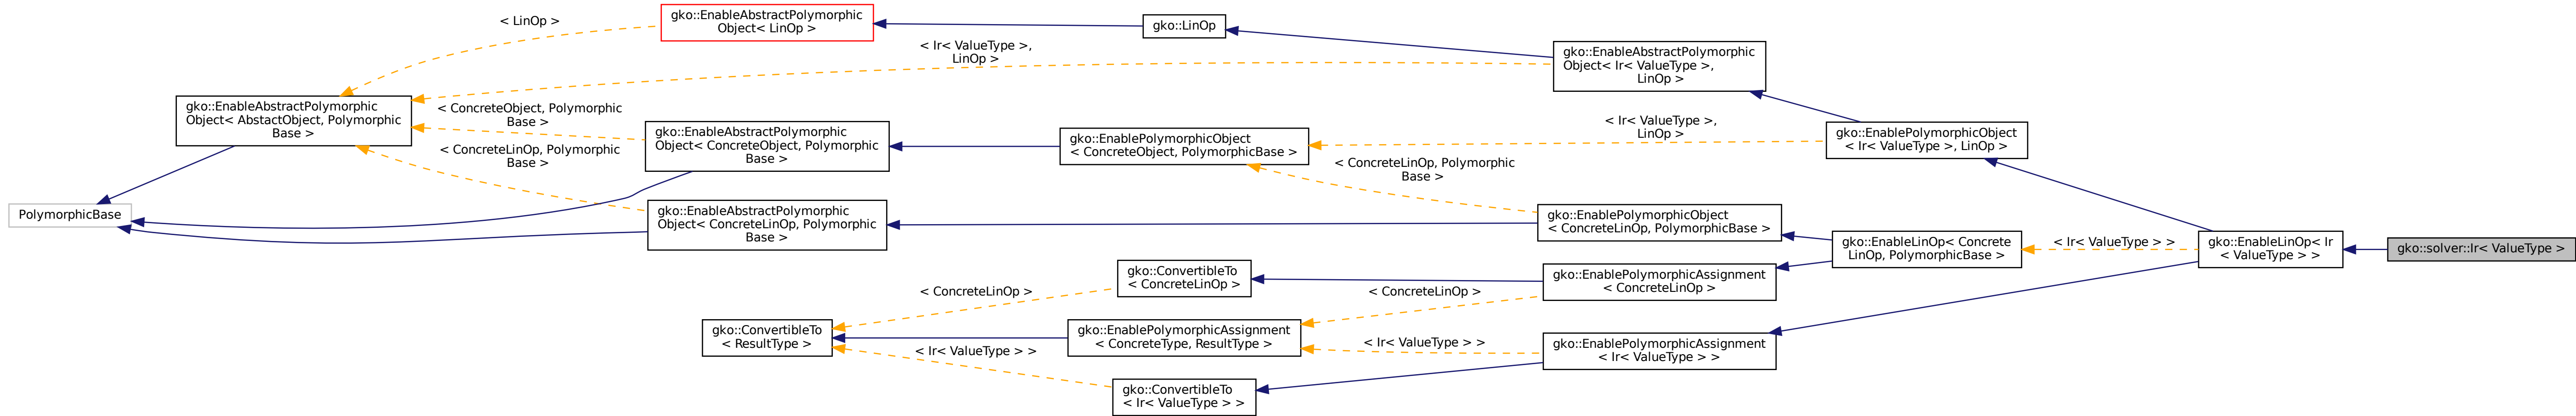 PolymorphicBase
gko::EnableAbstractPolymorphic
Object< AbstactObject, Polymorphic
Base >
< LinOp >
< Ir< ValueType >,
LinOp >
< ConcreteObject, Polymorphic
Base >
< ConcreteLinOp, Polymorphic
Base >
gko::EnableAbstractPolymorphic
Object< LinOp >
gko::EnableAbstractPolymorphic
Object< ConcreteObject, Polymorphic
Base >
gko::EnableAbstractPolymorphic
Object< ConcreteLinOp, Polymorphic
Base >
gko::ConvertibleTo
< ResultType >
< ConcreteLinOp >
< Ir< ValueType > >
gko::LinOp
gko::EnablePolymorphicObject
< ConcreteObject, PolymorphicBase >
gko::ConvertibleTo
< ConcreteLinOp >
gko::EnablePolymorphicAssignment
< ConcreteType, ResultType >
gko::ConvertibleTo
< Ir< ValueType > >
< ConcreteLinOp, Polymorphic
Base >
< Ir< ValueType >,
LinOp >
< ConcreteLinOp >
< Ir< ValueType > >
gko::EnableAbstractPolymorphic
Object< Ir< ValueType >,
LinOp >
gko::EnablePolymorphicObject
< ConcreteLinOp, PolymorphicBase >
gko::EnablePolymorphicAssignment
< ConcreteLinOp >
gko::EnablePolymorphicAssignment
< Ir< ValueType > >
gko::EnablePolymorphicObject
< Ir< ValueType >, LinOp >
gko::EnableLinOp< Concrete
LinOp, PolymorphicBase >
< Ir< ValueType > >
gko::EnableLinOp< Ir
< ValueType > >
gko::solver::Ir< ValueType >